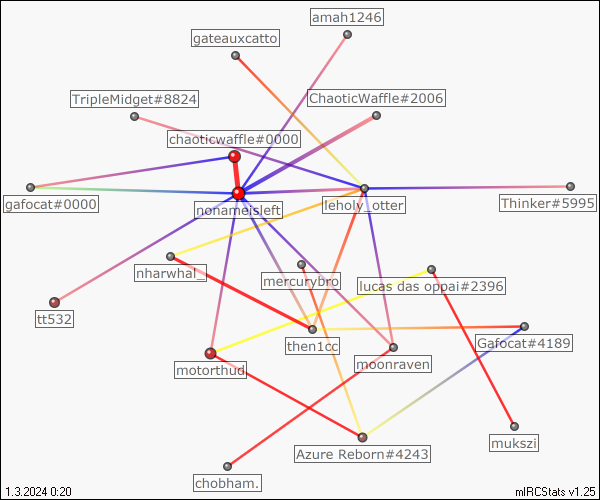 amah1246
gateauxcatto
TripleMidget#8824
ChaoticWaffle#2006
chaoticwaffle#0000
gafocat#0000
nonameisleft
leholy_otter
Thinker#5995
nharwhal_
mercurybro
lucas das oppai#2396
tt532
then1cc
Gafocat#4189
motorthud
moonraven
mukszi
Azure Reborn#4243
chobham.
1.3.2024 0:20
mIRCStats v1.25